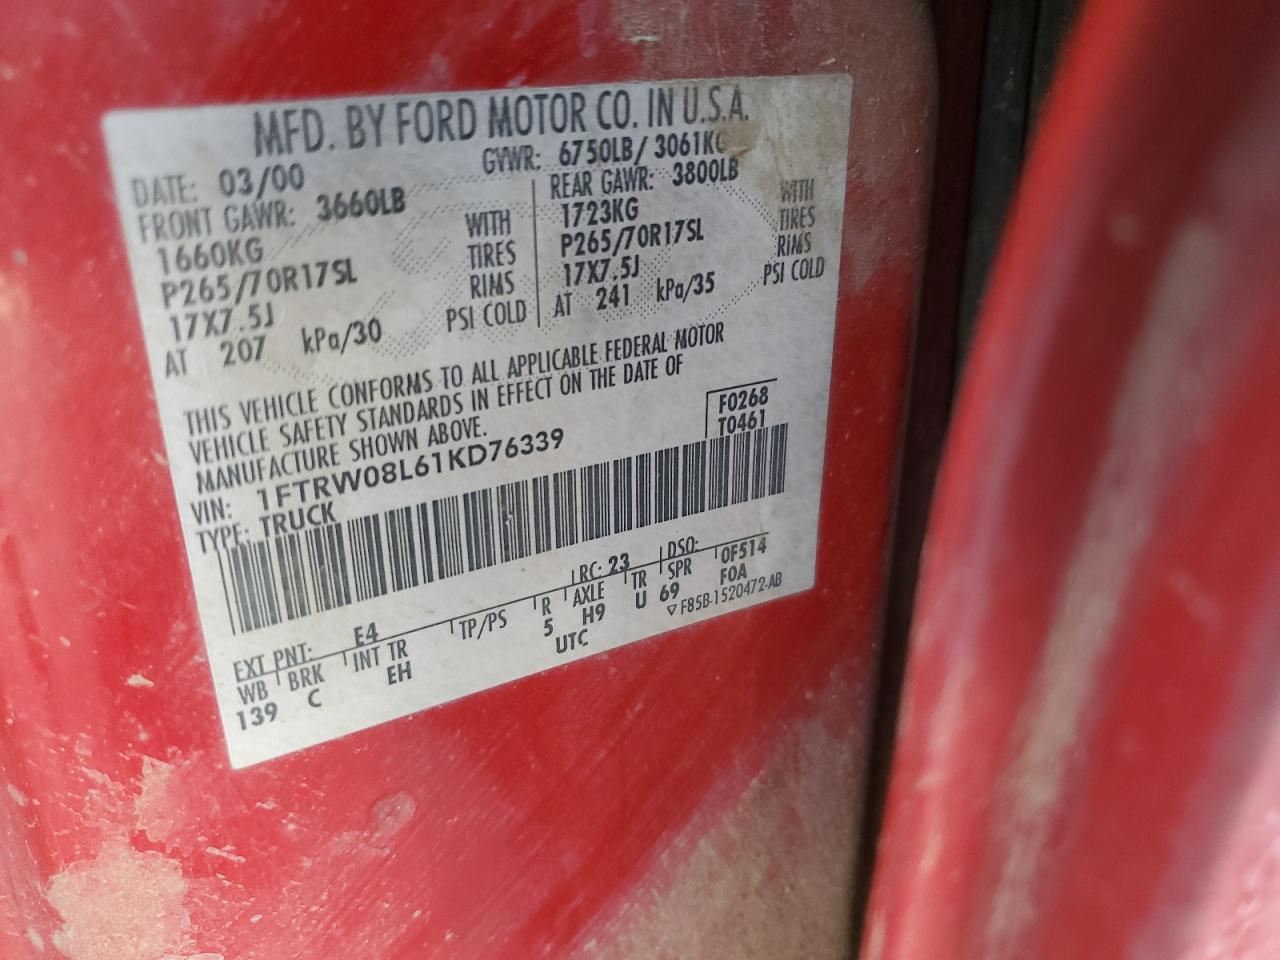 MFD. BY FORD MOTOR CO. IN U.S.A.
DATE: 03/00 GVWR: 6750LB/ 3061KG
FRONT GAWR: 3660LB REAR GAWR: 3800LB
1660KG WITH 1723KG WITH
P265/70R17SL TIRES P265/70R17SL TIRES
17X7.5J RIMS 17X7.5J RIMS
AT 207 kPa/30 PSI COLD AT 241 kPa/35 PSI COLD
THIS VEHICLE CONFORMS TO ALL APPLICABLE FEDERAL MOTOR
VEHICLE SAFETY STANDARDS IN EFFECT ON THE DATE OF
MANUFACTURE SHOWN ABOVE.
F0268
T0461
VIN: 1FTRW08L61KD76339
TYPE: TRUCK
EXT PNT: E4 RC: 23 DSO:
WB BRK INT TR TP/PS R AXLE TR SPR 0F514
139 C EH 5 H9 U 69 FOA
UTC ▽ F85B-1520472-AB